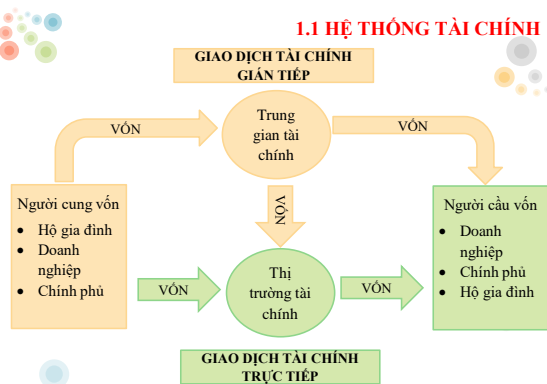 1.1 HỆ THỐNG TÀI CHÍNH
GIAO DỊCH TÀI CHÍNH
GIÁN TIẾP
VỐN
Trung
gian tài
chính
VỐN
Người cung vốn
• Hộ gia đình
• Doanh
nghiệp
• Chính phủ
VỐN
Người cầu vốn
• Doanh
nghiệp
• Chính phủ
• Hộ gia đình
VỐN
Thị
trường tài
chính
VỐN
GIAO DỊCH TÀI CHÍNH
TRỰC TIẾP